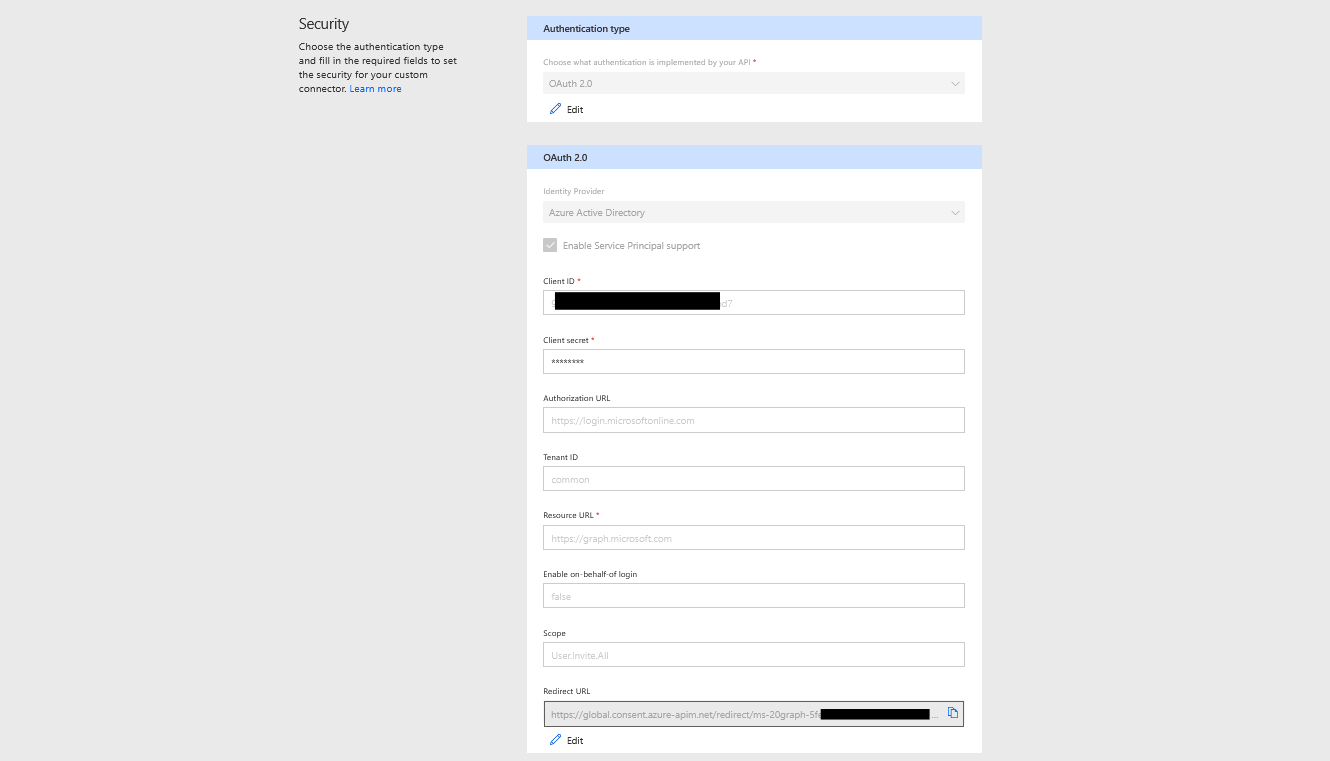 Security
Choose the authentication type
and fill in the required fields to set
the security for your custom
connector. Learn more
Authentication type
Choose what authentication is implemented by your API *
OAuth 2.0
Edit
OAuth 2.0
Identity Provider
Azure Active Directory
Enable Service Principal support
Client ID *
d7
Client secret *
********
Authorization URL
https://login.microsoftonline.com
Tenant ID
common
Resource URL *
https://graph.microsoft.com
Enable on-behalf-of login
false
Scope
User.Invite.All
Redirect URL
https://global.consent.azure-apim.net/redirect/ms-20graph-5fe ...
Edit